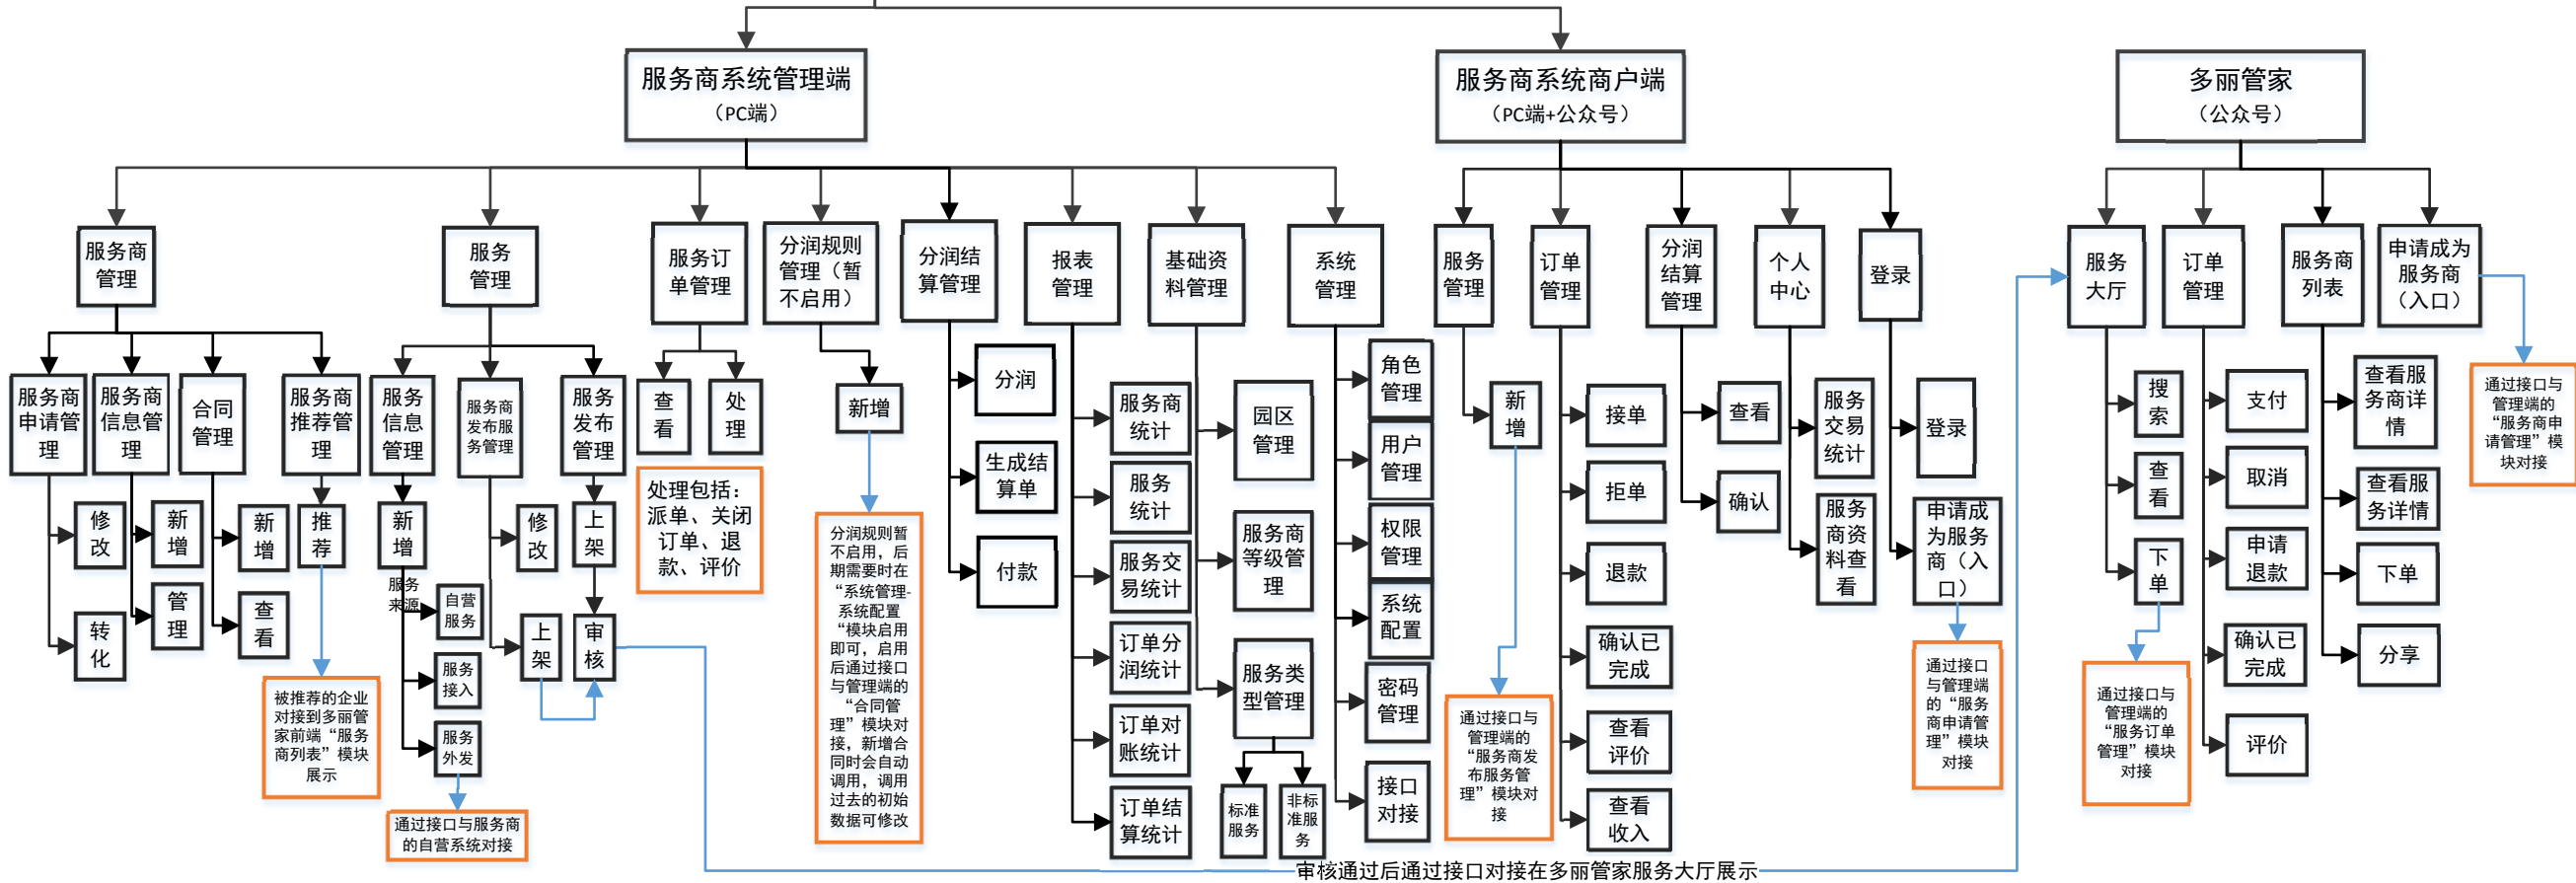 服务商系统管理端
（PC端）
服务商系统商户端
（PC端+公众号）
多丽管家
（公众号）
服务商
管理
服务
管理
服务订
单管理
分润规则
管理（暂
不启用）
分润结
算管理
报表
管理
基础资
料管理
系统
管理
服务
管理
订单
管理
分润
结算
管理
个人
中心
登录
服务
大厅
订单
管理
服务商
列表
申请成为
服务商
（入口）
服务商
申请管
理
服务商
信息管
理
合同
管理
服务商
推荐管
理
服务
信息
管理
服务商
发布服
务管理
服务
发布
管理
修
改
转
化
新
增
管
理
新
增
查
看
推
荐
被推荐的企业
对接到多丽管
家前端“服务
商列表”模块
展示
新
增
服务
来源
自营
服务
服务
接入
服务
外发
通过接口与服务商
的自营系统对接
修
改
上
架
上
架
审
核
查
看
处
理
处理包括：
派单、关闭
订单、退
款、评价
新增
分润规则暂
不启用，后
期需要时在
“系统管理-
系统配置
“模块启用
即可，启用
后通过接口
与管理端的
“合同管
理”模块对
接，新增合
同时会自动
调用，调用
过去的初始
数据可修改
分润
生成结
算单
付款
服务商
统计
服务
统计
服务交
易统计
订单分
润统计
订单对
账统计
订单结
算统计
园区
管理
服务商
等级管
理
服务类
型管理
标准
服务
非标
准服
务
角色
管理
用户
管理
权限
管理
系统
配置
密码
管理
接口
对接
新
增
通过接口与
管理端的
“服务商发
布服务管
理”模块对
接
接单
拒单
退款
确认已
完成
查看
评价
查看
收入
查看
确认
服务
交易
统计
服务
商资
料查
看
登录
申请成
为服务
商（入
口）
通过接口
与管理端
的“服务
商申请管
理”模块
对接
搜
索
查
看
下
单
通过接口与
管理端的
“服务订单
管理”模块
对接
支付
取消
申请
退款
确认已
完成
评价
查看服
务商详
情
查看服
务详情
下单
分享
通过接口与
管理端的
“服务商申
请管理”模
块对接
审核通过后通过接口对接在多丽管家服务大厅展示